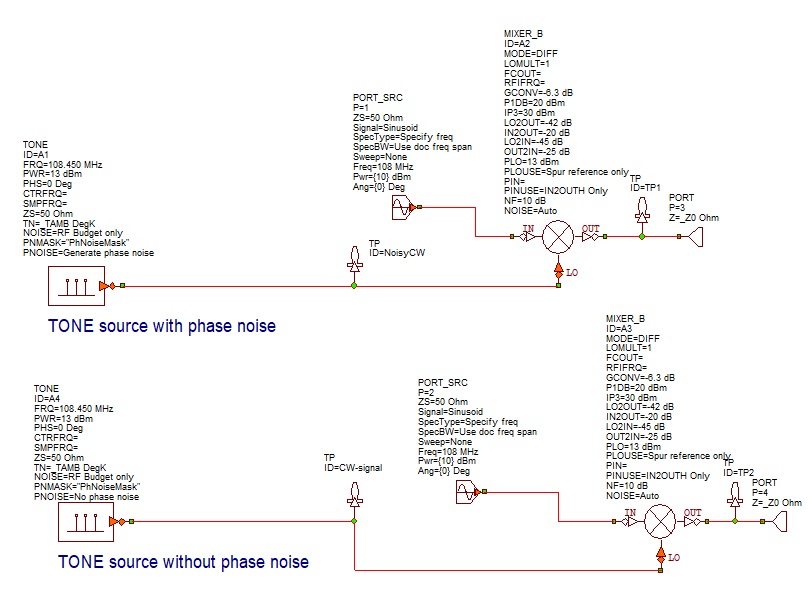 MIXER_B
ID=A2
MODE=DIFF
LOMULT=1
FCOUT=
RFIFRQ=
GCONV=-6.3 dB
P1DB=20 dBm
IP3=30 dBm
LO2OUT=-42 dB
IN2OUT=-20 dB
LO2IN=-45 dB
OUT2IN=-25 dB
PLO=13 dBm
PLOUSE=Spur reference only
PIN=
PINUSE=IN2OUTH Only
NF=10 dB
NOISE=Auto
PORT_SRC
P=1
ZS=50 Ohm
Signal=Sinusoid
SpecType=Specify freq
SpecBW=Use doc freq span
Sweep=None
Freq=108 MHz
Pwr={10} dBm
Ang={0} Deg
TONE
ID=A1
FRQ=108.450 MHz
PWR=13 dBm
PHS=0 Deg
CTRFRQ=
SMPFRQ=
ZS=50 Ohm
TN=_TAMB DegK
NOISE=RF Budget only
PNMASK="PhNoiseMask"
PNOISE=Generate phase noise
TP
ID=TP1
PORT
P=3
Z=_Z0 Ohm
IN
OUT
LO
TP
ID=NoisyCW
TONE source with phase noise
MIXER_B
ID=A3
MODE=DIFF
LOMULT=1
FCOUT=
RFIFRQ=
GCONV=-6.3 dB
P1DB=20 dBm
IP3=30 dBm
LO2OUT=-42 dB
IN2OUT=-20 dB
LO2IN=-45 dB
OUT2IN=-25 dB
PLO=13 dBm
PLOUSE=Spur reference only
PIN=
PINUSE=IN2OUTH Only
NF=10 dB
NOISE=Auto
PORT_SRC
P=2
ZS=50 Ohm
Signal=Sinusoid
SpecType=Specify freq
SpecBW=Use doc freq span
Sweep=None
Freq=108 MHz
Pwr={10} dBm
Ang={0} Deg
TONE
ID=A4
FRQ=108.450 MHz
PWR=13 dBm
PHS=0 Deg
CTRFRQ=
SMPFRQ=
ZS=50 Ohm
TN=_TAMB DegK
NOISE=RF Budget only
PNMASK="PhNoiseMask"
PNOISE=No phase noise
TP
ID=CW-signal
TP
ID=TP2
PORT
P=4
Z=_Z0 Ohm
IN
OUT
LO
TONE source without phase noise